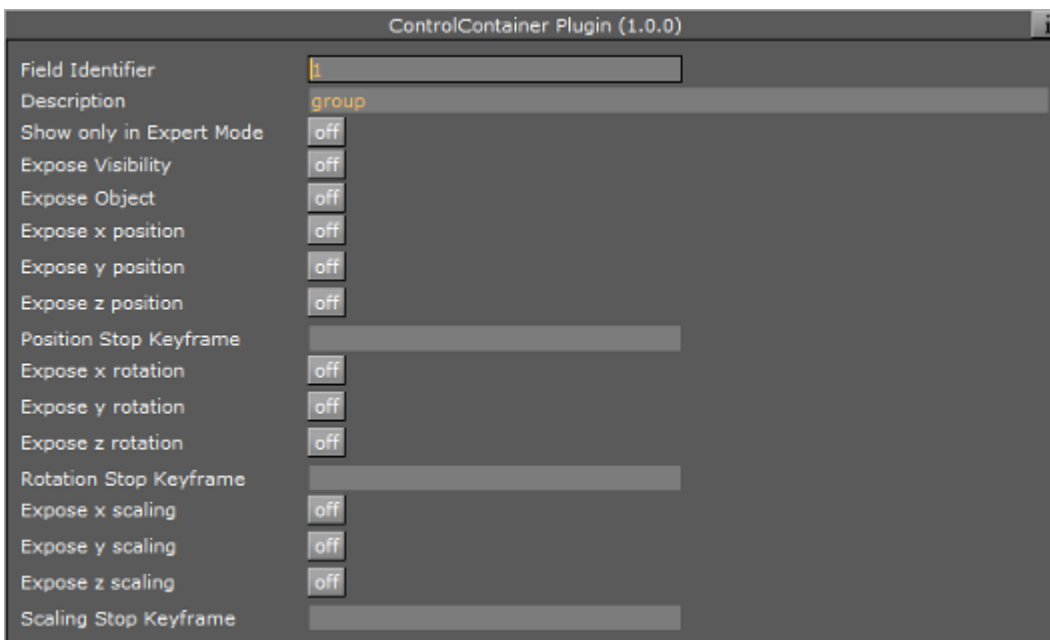 ControlContainer Plugin (1.0.0) i
Field Identifier 1
Description group
Show only in Expert Mode off
Expose Visibility off
Expose Object off
Expose x position off
Expose y position off
Expose z position off
Position Stop Keyframe
Expose x rotation off
Expose y rotation off
Expose z rotation off
Rotation Stop Keyframe
Expose x scaling off
Expose y scaling off
Expose z scaling off
Scaling Stop Keyframe